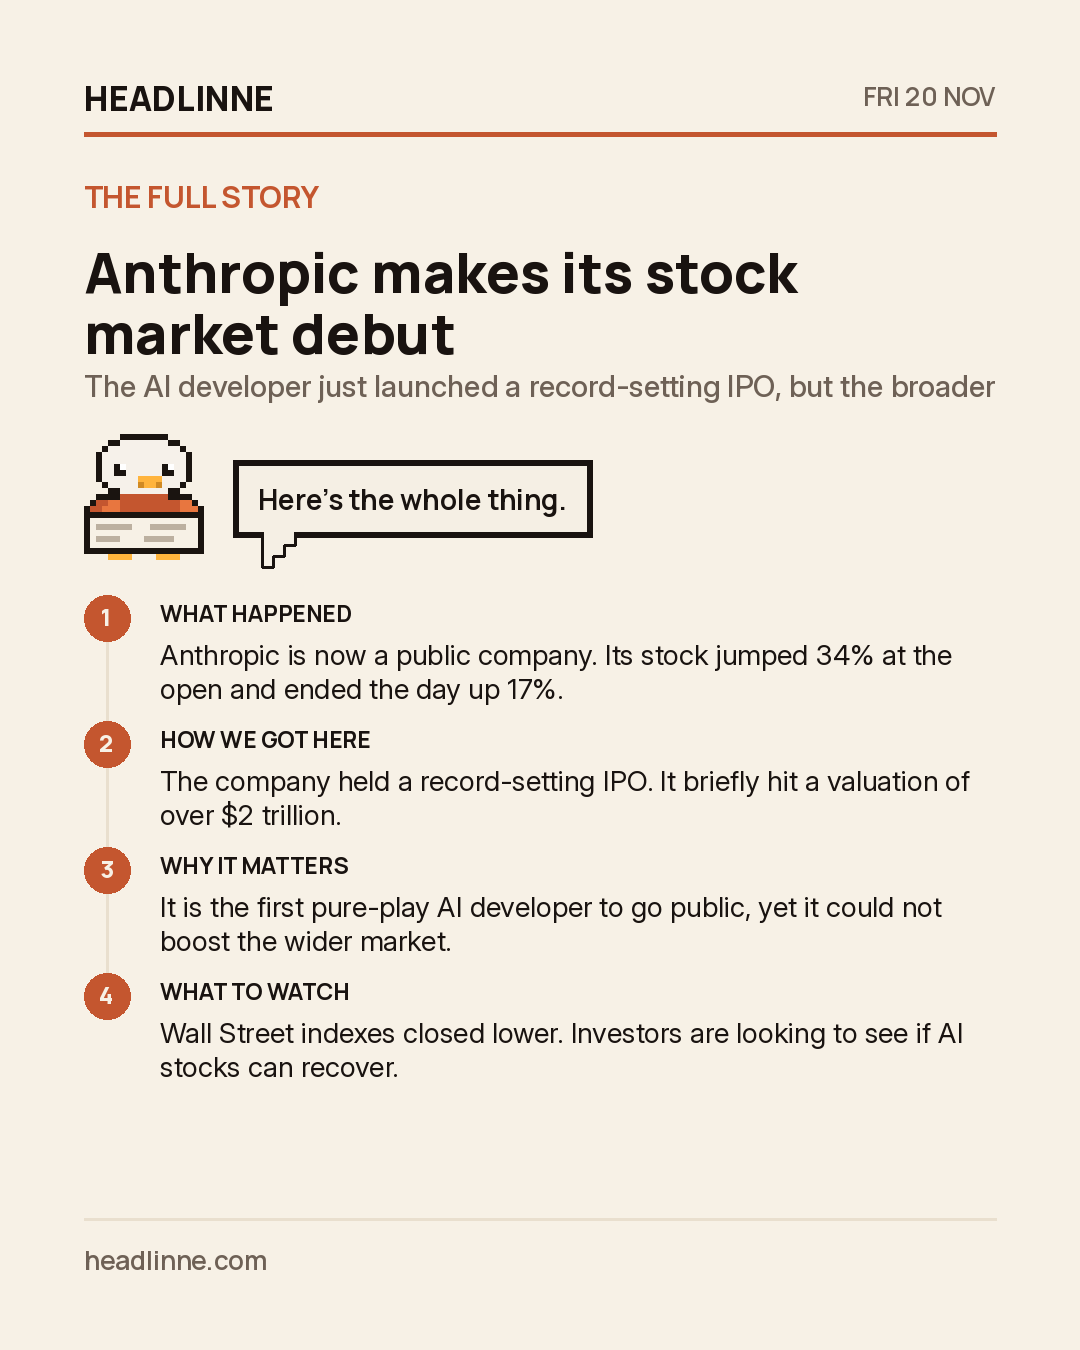 HEADLINNE
FRI 20 NOV
THE FULL STORY
Anthropic makes its stock
market debut
The AI developer just launched a record-setting IPO, but the broader
Here’s the whole thing.
1
WHAT HAPPENED
Anthropic is now a public company. Its stock jumped 34% at the
open and ended the day up 17%.
2
HOW WE GOT HERE
The company held a record-setting IPO. It briefly hit a valuation of
over $2 trillion.
3
WHY IT MATTERS
It is the first pure-play AI developer to go public, yet it could not
boost the wider market.
4
WHAT TO WATCH
Wall Street indexes closed lower. Investors are looking to see if AI
stocks can recover.
headlinne.com